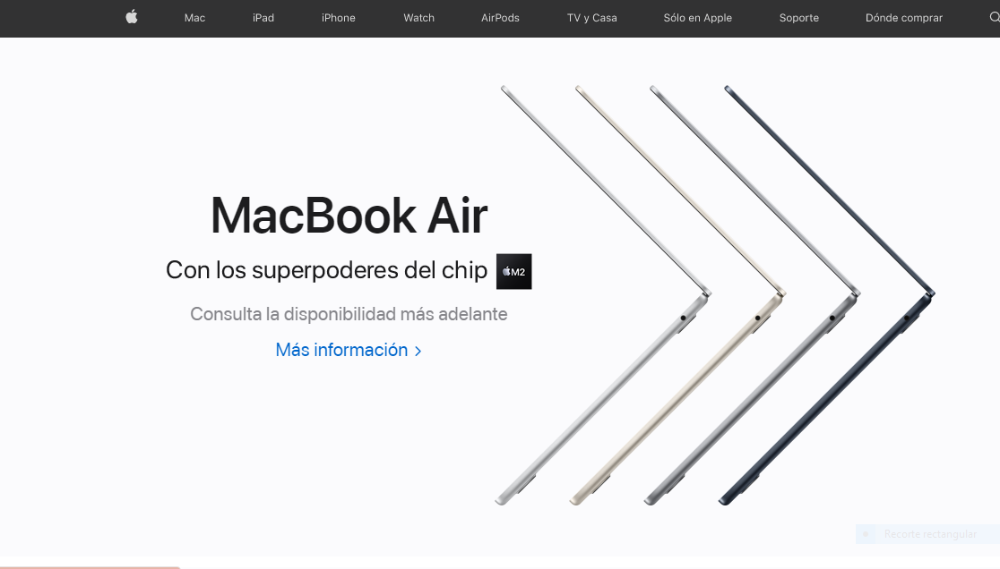 Mac iPad iPhone Watch AirPods TV y Casa Sólo en Apple Soporte Dónde comprar
MacBook Air
Con los superpoderes del chip M2
Consulta la disponibilidad más adelante
Más información >
Recorte rectangular